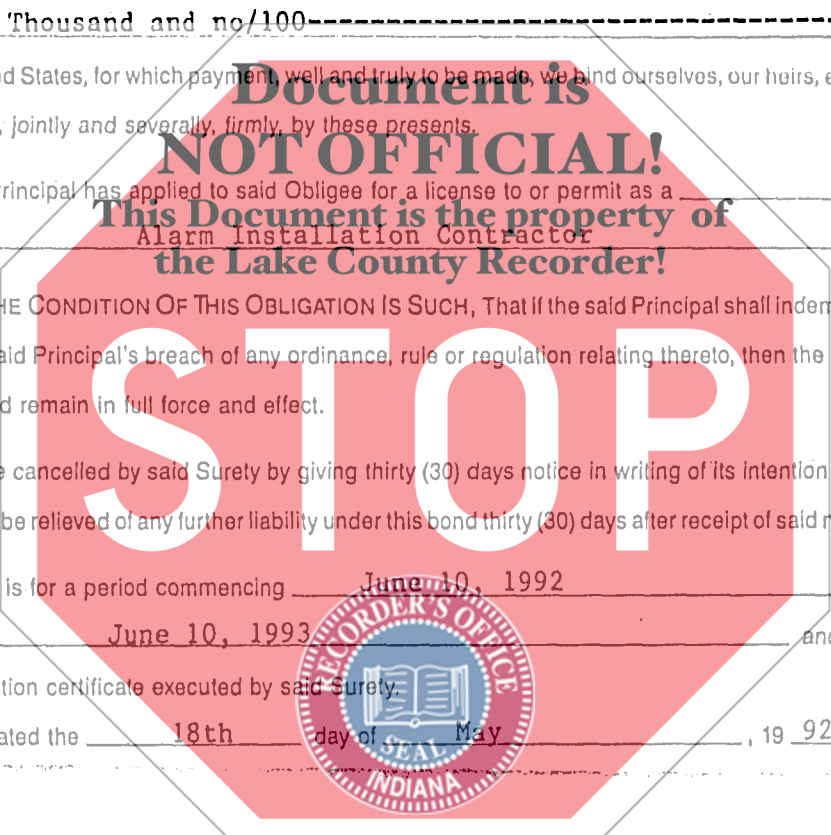 Thousand and no/100-------------------------------------------
d States, for which payment, well and truly to be made, we bind ourselves, our heirs, e
Document is
, jointly and severally, firmly, by these presents.
NOT OFFICIAL!
rincipal has applied to said Obligee for a license to or permit as a
This Document is the property of
Alarm Installation Contractor
the Lake County Recorder!
HE CONDITION OF THIS OBLIGATION IS SUCH, That if the said Principal shall indem
aid Principal's breach of any ordinance, rule or regulation relating thereto, then the
STOP
d remain in full force and effect.
e cancelled by said Surety by giving thirty (30) days notice in writing of its intention
be relieved of any further liability under this bond thirty (30) days after receipt of said n
is for a period commencing June 10, 1992
June 10, 1993 and
RECORDER'S OFFICE
tion certificate executed by said Surety.
ated the 18th day of May, 19 92
SEAL
INDIANA